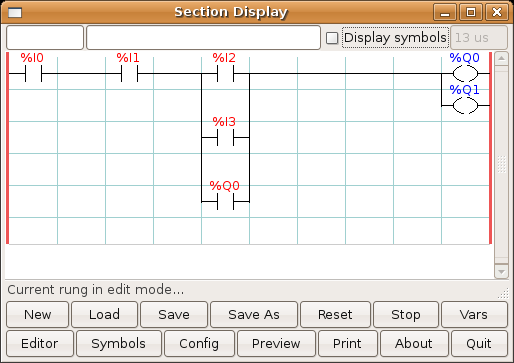 Section Display
Display symbols 13 us
%I0 %I1 %I2 %Q0
%Q1
%I3
%Q0
Current rung in edit mode...
New Load Save Save As Reset Stop Vars
Editor Symbols Config Preview Print About Quit